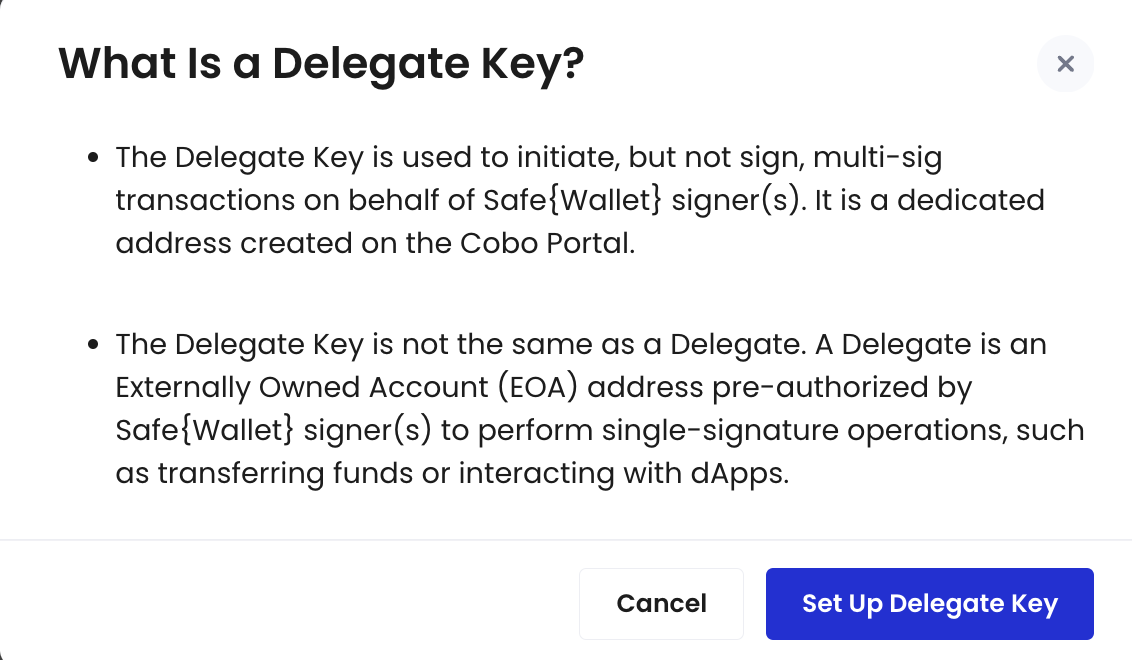 What Is a Delegate Key?
• The Delegate Key is used to initiate, but not sign, multi-sig
transactions on behalf of Safe{Wallet} signer(s). It is a dedicated
address created on the Cobo Portal.
• The Delegate Key is not the same as a Delegate. A Delegate is an
Externally Owned Account (EOA) address pre-authorized by
Safe{Wallet} signer(s) to perform single-signature operations, such
as transferring funds or interacting with dApps.
Cancel
Set Up Delegate Key